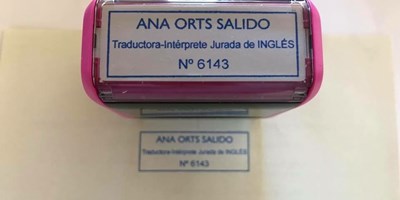 ANA ORTS SALIDO
Traductora-Intérprete Jurada de INGLÉS
Nº 6143
ANA ORTS SALIDO
Traductora-Intérprete Jurada de INGLÉS
Nº 6143